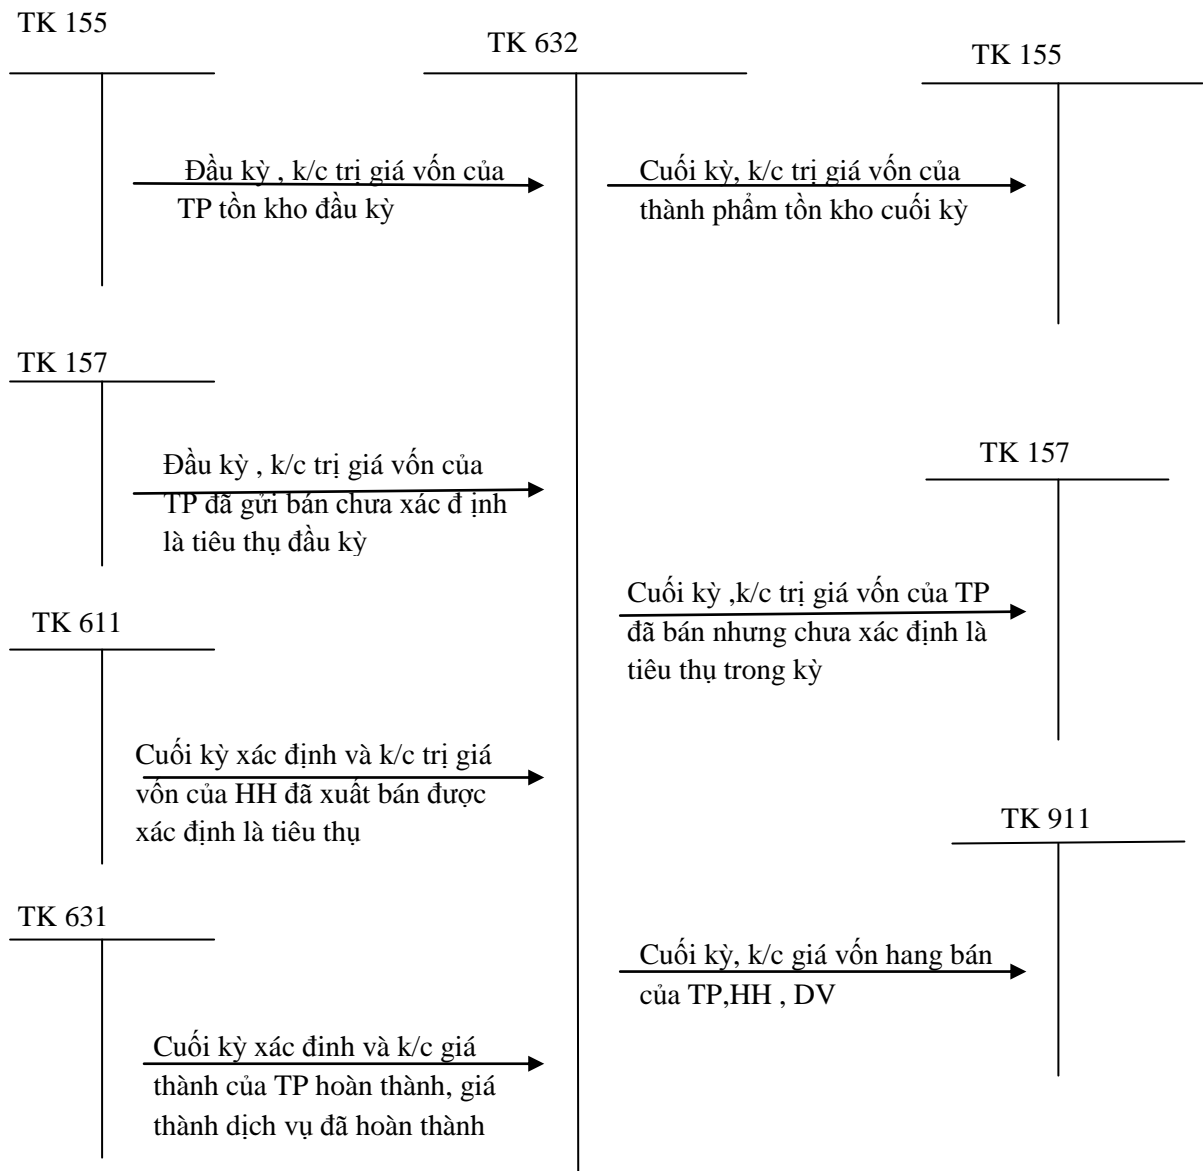 TK 155
TK 632
TK 155
Đầu kỳ , k/c trị giá vốn của
TP tồn kho đầu kỳ
Cuối kỳ, k/c trị giá vốn của
thành phẩm tồn kho cuối kỳ
TK 157
Đầu kỳ , k/c trị giá vốn của
TP đã gửi bán chưa xác đ ịnh
là tiêu thụ đầu kỳ
TK 157
Cuối kỳ ,k/c trị giá vốn của TP
đã bán nhưng chưa xác định là
tiêu thụ trong kỳ
TK 611
Cuối kỳ xác định và k/c trị giá
vốn của HH đã xuất bán được
xác định là tiêu thụ
TK 911
TK 631
Cuối kỳ, k/c giá vốn hang bán
của TP,HH , DV
Cuối kỳ xác đinh và k/c giá
thành của TP hoàn thành, giá
thành dịch vụ đã hoàn thành